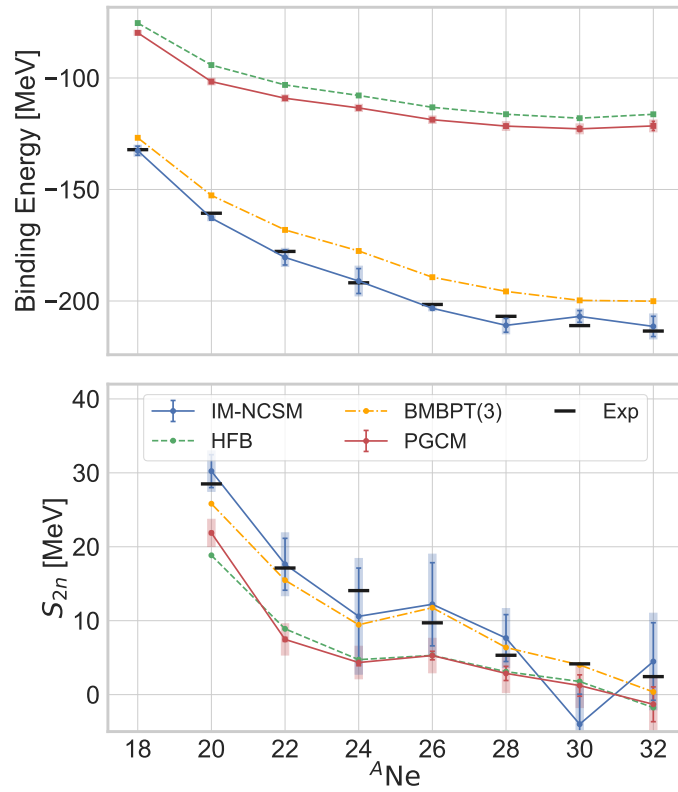 Binding Energy [MeV]
−100
−150
−200
S2n [MeV]
40
30
20
10
0
IM-NCSM
HFB
BMBPT(3)
PGCM
Exp
18 20 22 24 26 28 30 32
ᴬNe